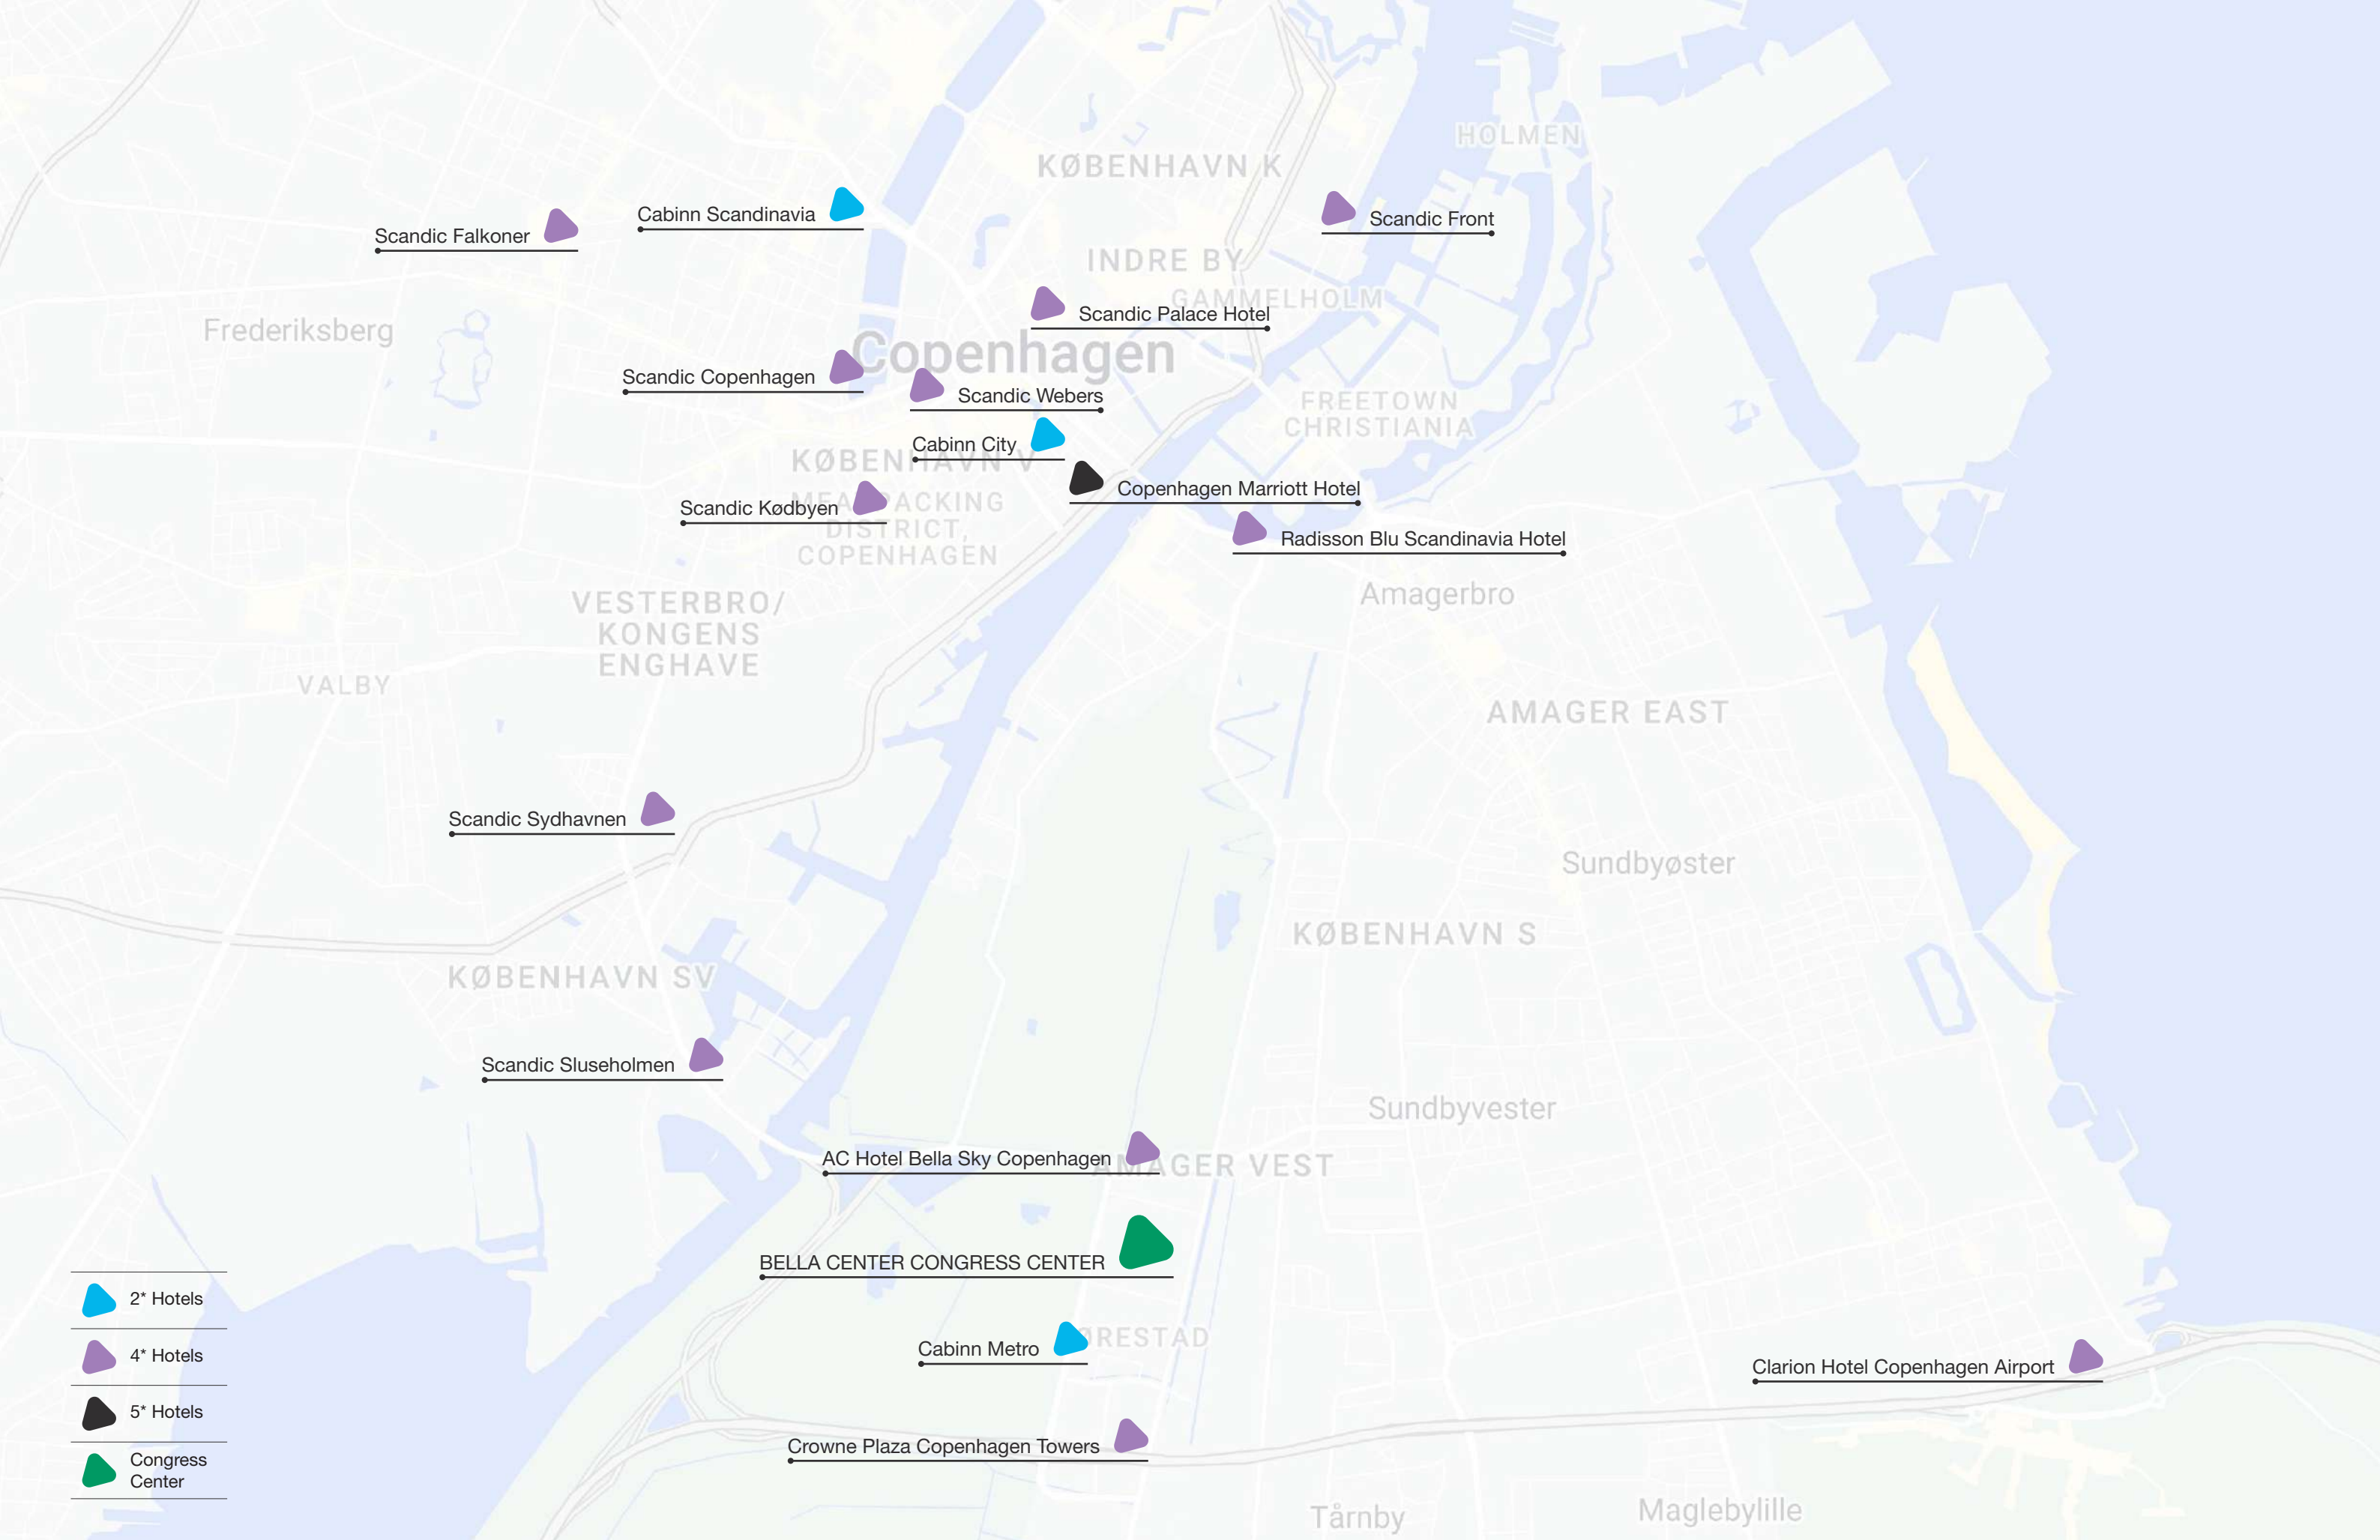 HOLMEN
KØBENHAVN K
Cabinn Scandinavia
Scandic Front
Scandic Falkoner
INDRE BY
GAMMELHOLM
Scandic Palace Hotel
Frederiksberg
Copenhagen
Scandic Copenhagen
Scandic Webers
FREETOWN
CHRISTIANIA
Cabinn City
KØBENHAVN V
Copenhagen Marriott Hotel
Scandic Kødbyen
MEATPACKING
DISTRICT,
COPENHAGEN
Radisson Blu Scandinavia Hotel
Amagerbro
VESTERBRO/
KONGENS
ENGHAVE
VALBY
AMAGER EAST
Scandic Sydhavnen
Sundbyøster
KØBENHAVN S
KØBENHAVN SV
Scandic Sluseholmen
Sundbyvester
AC Hotel Bella Sky Copenhagen
AMAGER VEST
BELLA CENTER CONGRESS CENTER
ØRESTAD
Cabinn Metro
Clarion Hotel Copenhagen Airport
Crowne Plaza Copenhagen Towers
Tårnby
Maglebylille
2* Hotels
4* Hotels
5* Hotels
Congress
Center